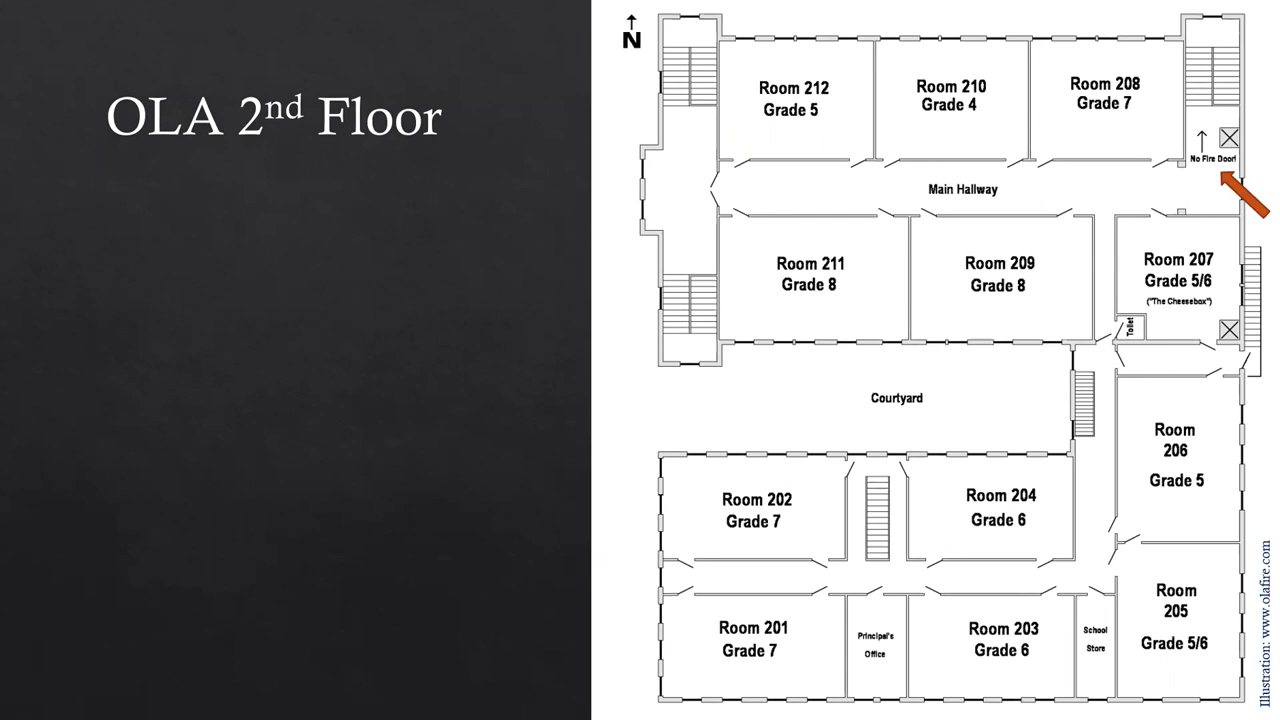 OLA 2nd Floor
N
Room 212
Grade 5
Room 210
Grade 4
Room 208
Grade 7
No Fire Door!
Main Hallway
Room 211
Grade 8
Room 209
Grade 8
Room 207
Grade 5/6
("The Cheesebox")
Toilet
Courtyard
Room
206
Grade 5
Room 202
Grade 7
Room 204
Grade 6
Room
205
Grade 5/6
Room 201
Grade 7
Principal's
Office
Room 203
Grade 6
School
Store
Illustration: www.olafire.com